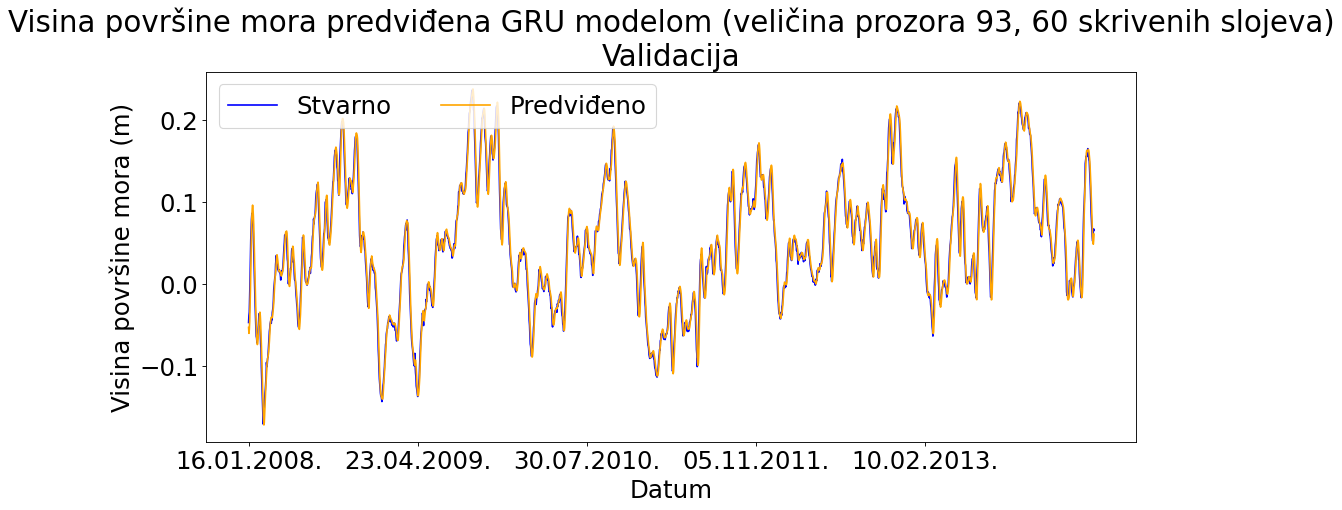 Visina površine mora predviđena GRU modelom (veličina prozora 93, 60 skrivenih slojeva)
Validacija
Stvarno
Predviđeno
Visina površine mora (m)
0.2
0.1
0.0
−0.1
16.01.2008.
23.04.2009.
30.07.2010.
05.11.2011.
10.02.2013.
Datum